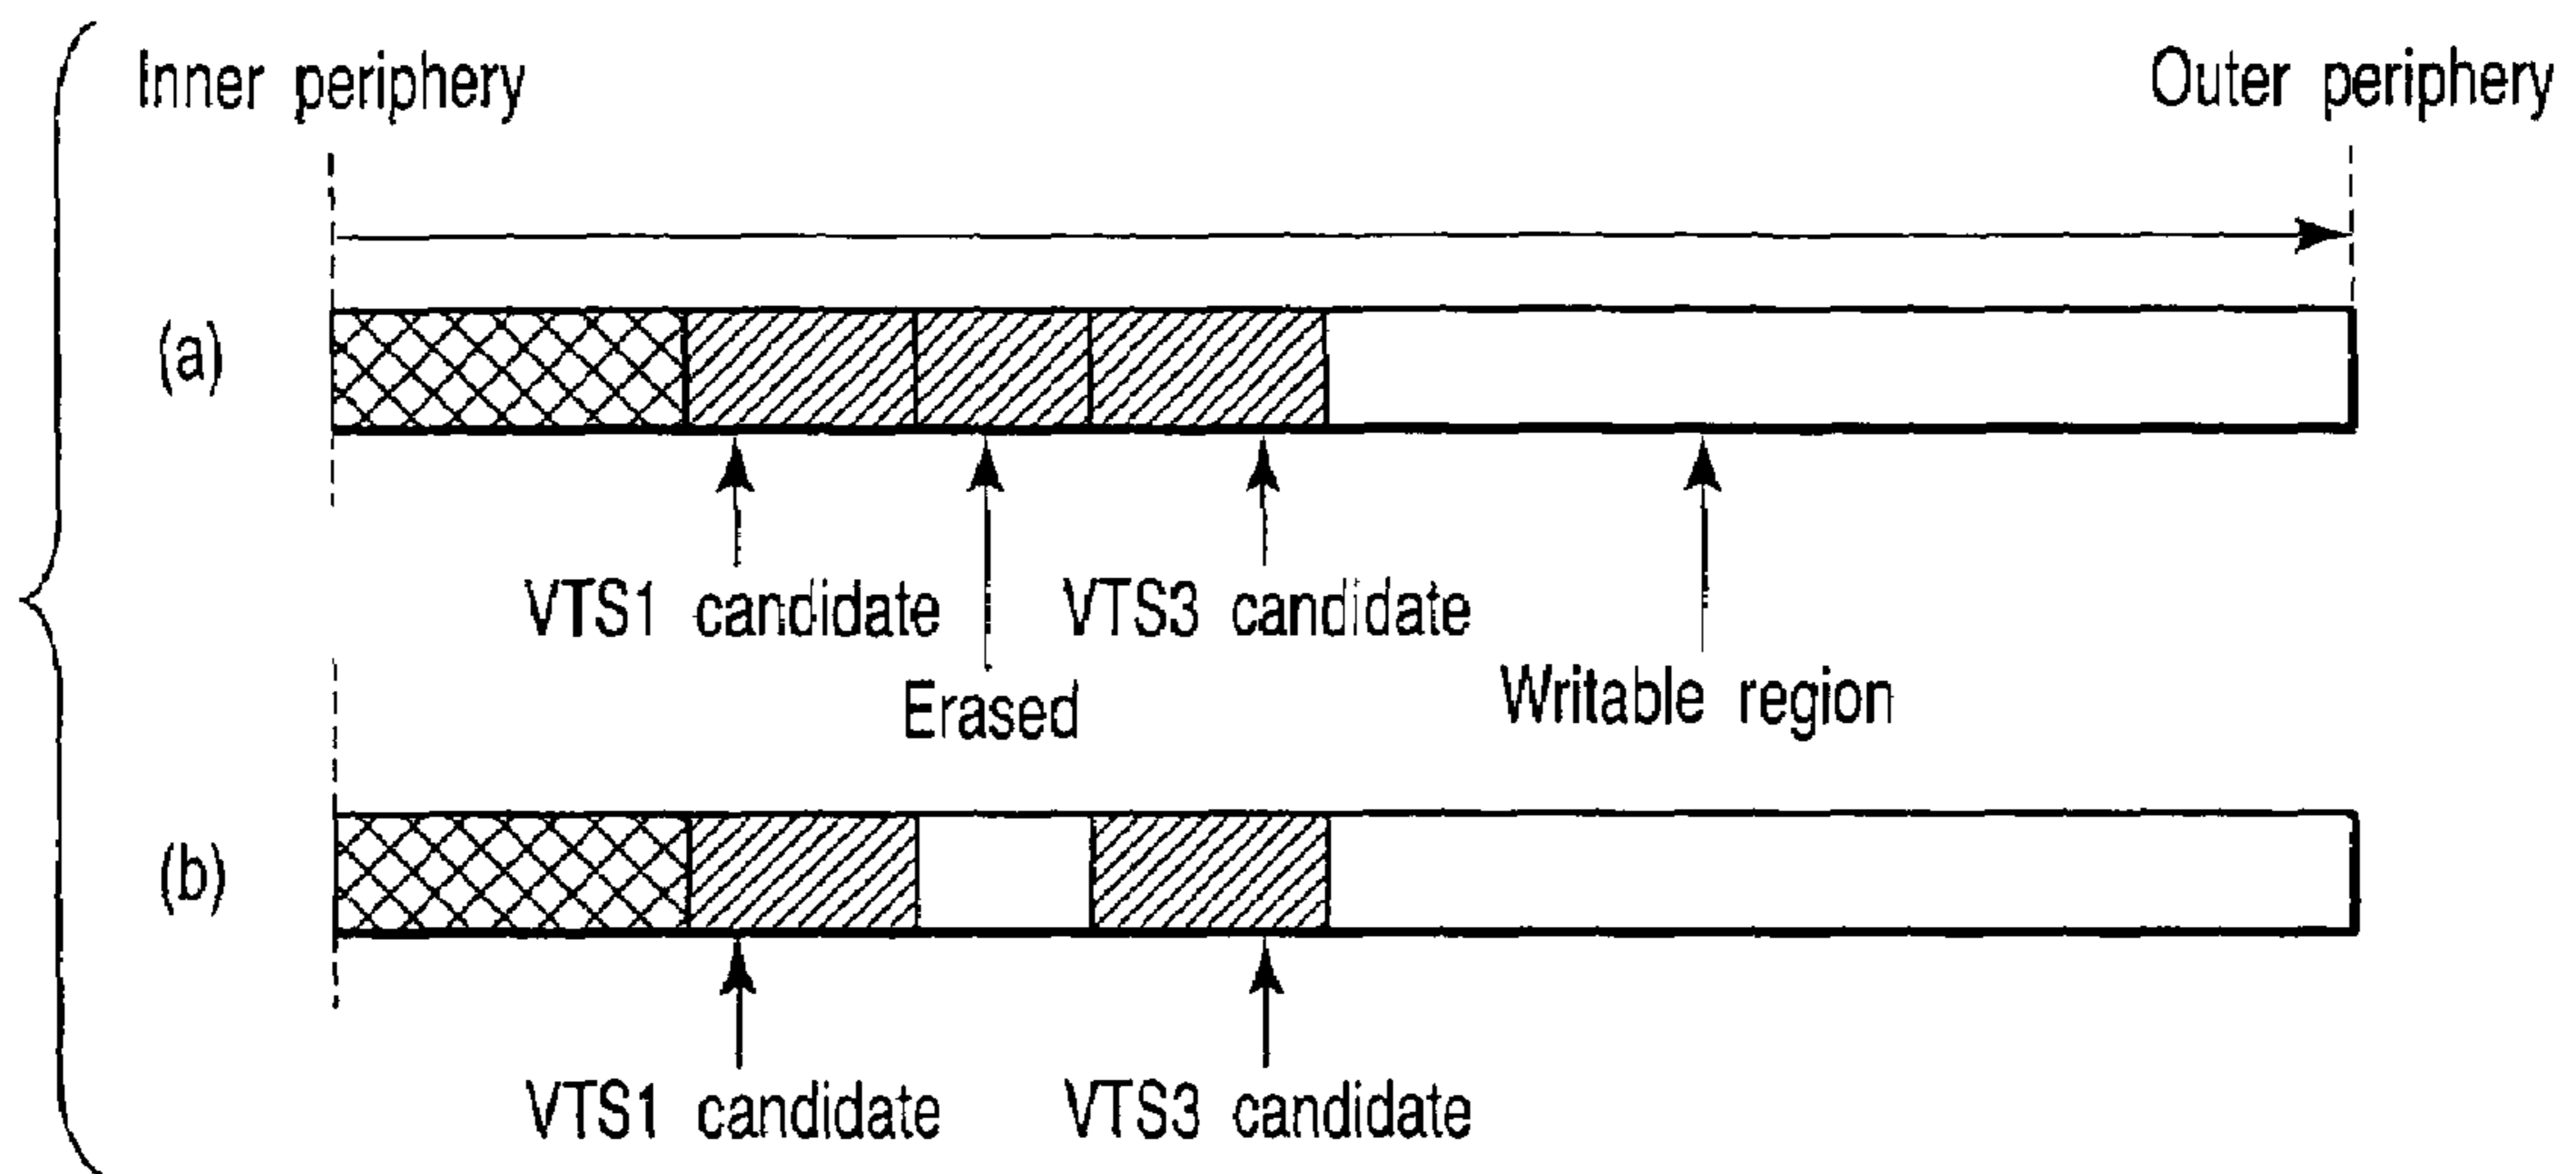 Inner periphery
Outer periphery
(a)
VTS1 candidate
VTS3 candidate
Erased
Writable region
(b)
VTS1 candidate
VTS3 candidate